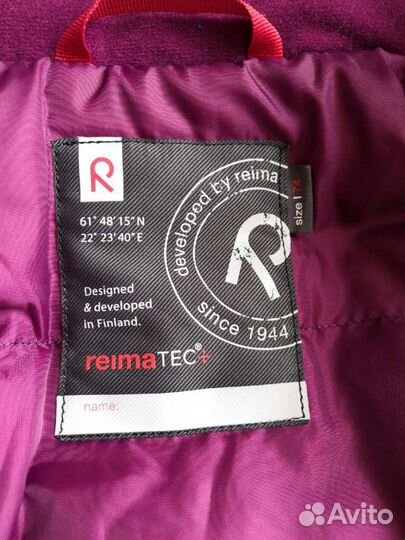 R
61° 48' 15" N
22° 23' 40" E
Designed
& developed
in Finland.
reimaTEC®+
name:
developed by reima
since 1944
size | 74
Avito